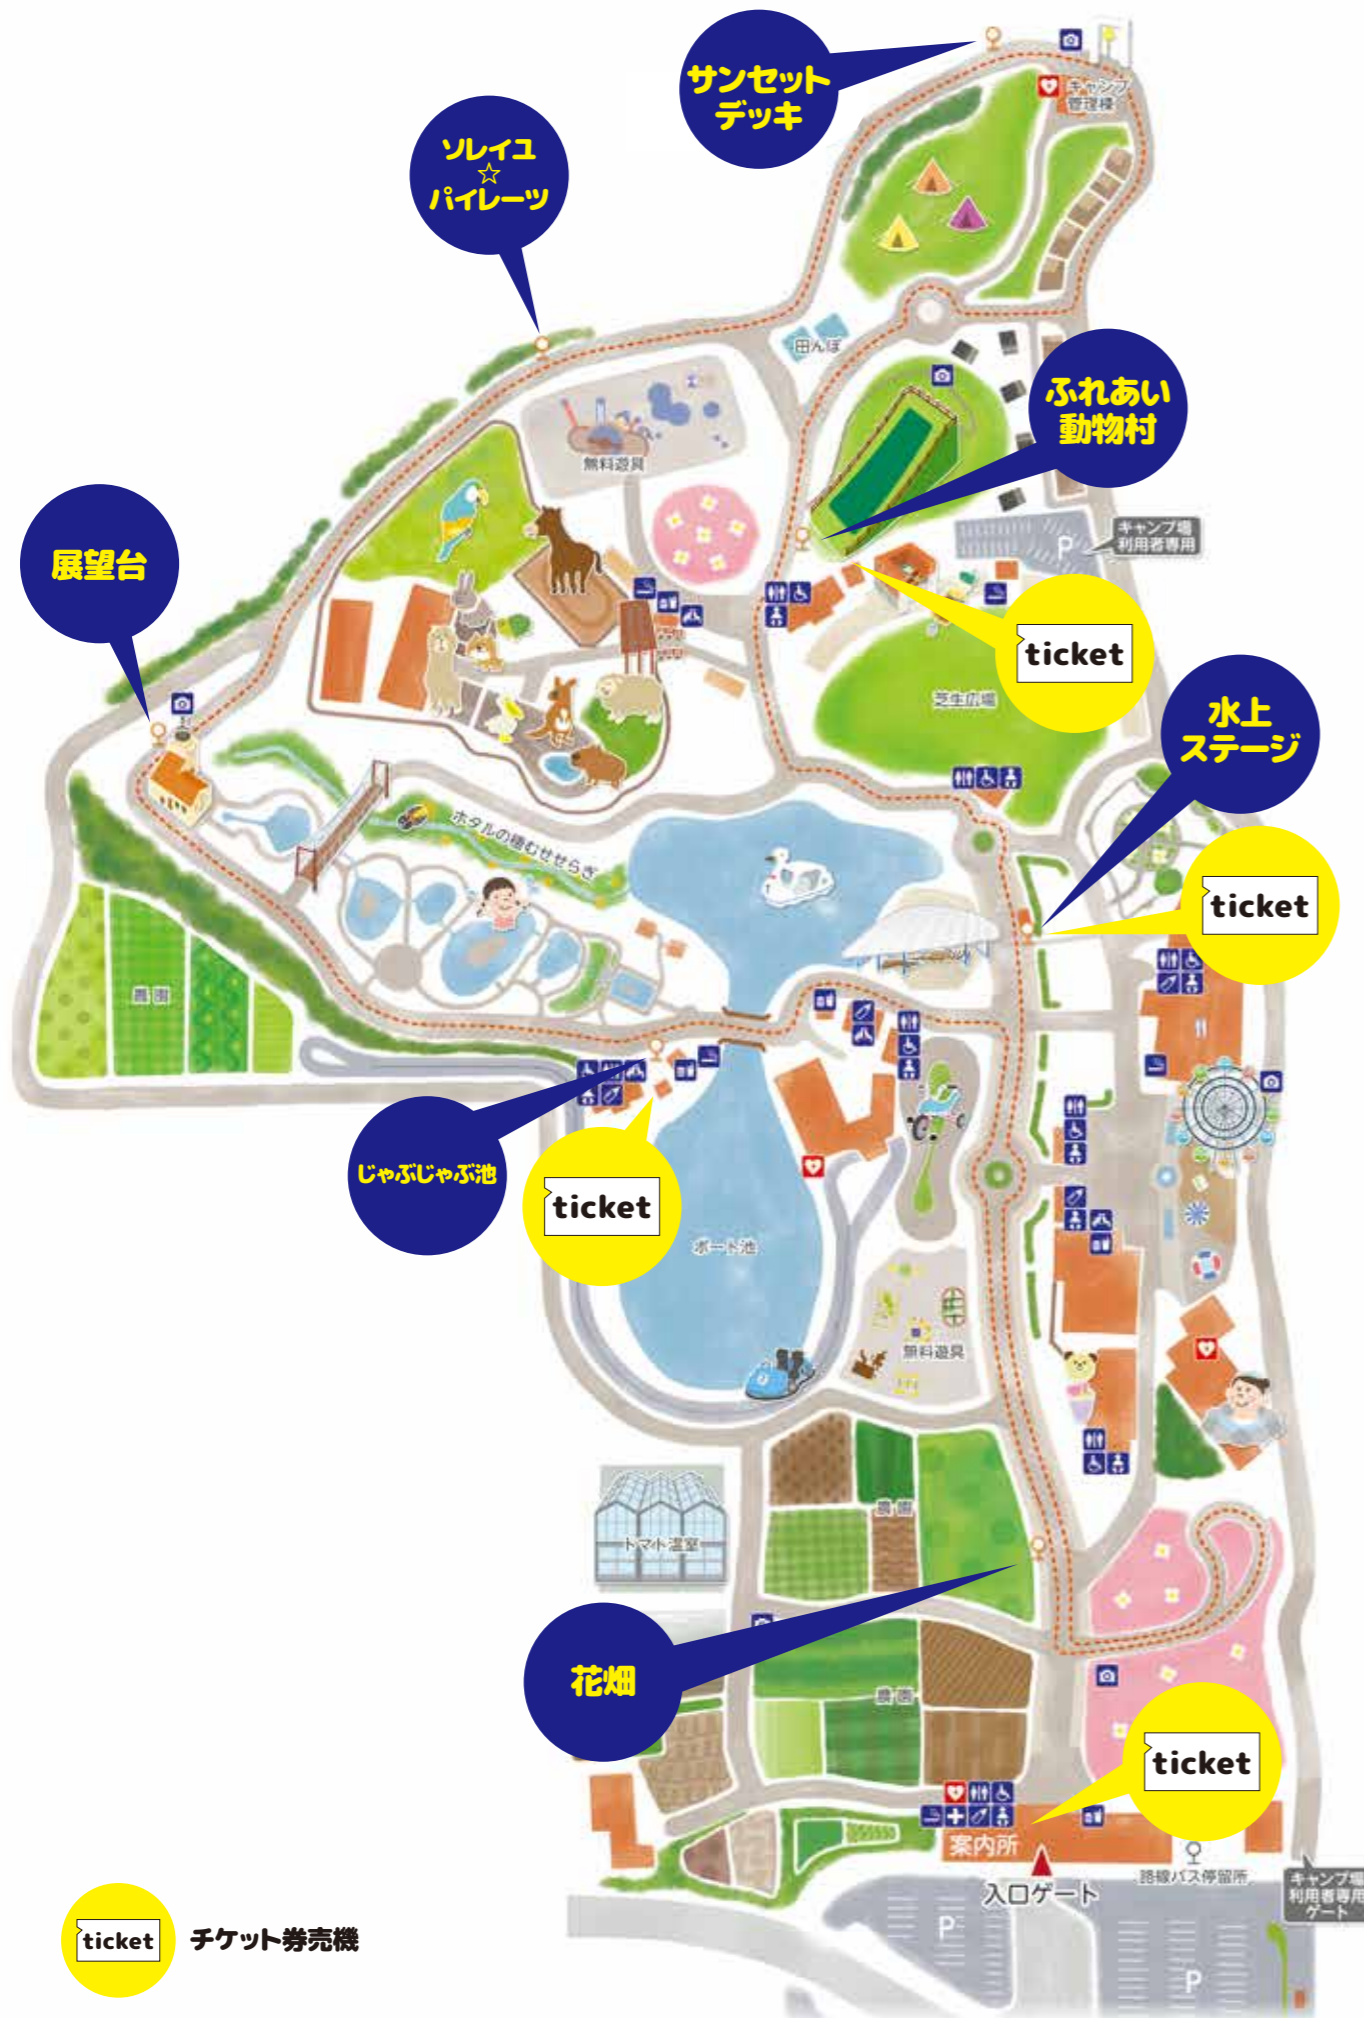 サンセット
デッキ
キャンプ
管理棟
ソレイユ
☆
パイレーツ
田んぼ
ふれあい
動物村
無料遊具
展望台
キャンプ場
利用者専用
P
ticket
芝生広場
水上
ステージ
ホタルの棲むせせらぎ
ticket
農園
じゃぶじゃぶ池
ticket
ボート池
無料遊具
農園
トマト温室
花畑
農園
ticket
案内所
入口ゲート
路線バス停留所
キャンプ場
利用者専用
ゲート
P
P
ticket
チケット券売機